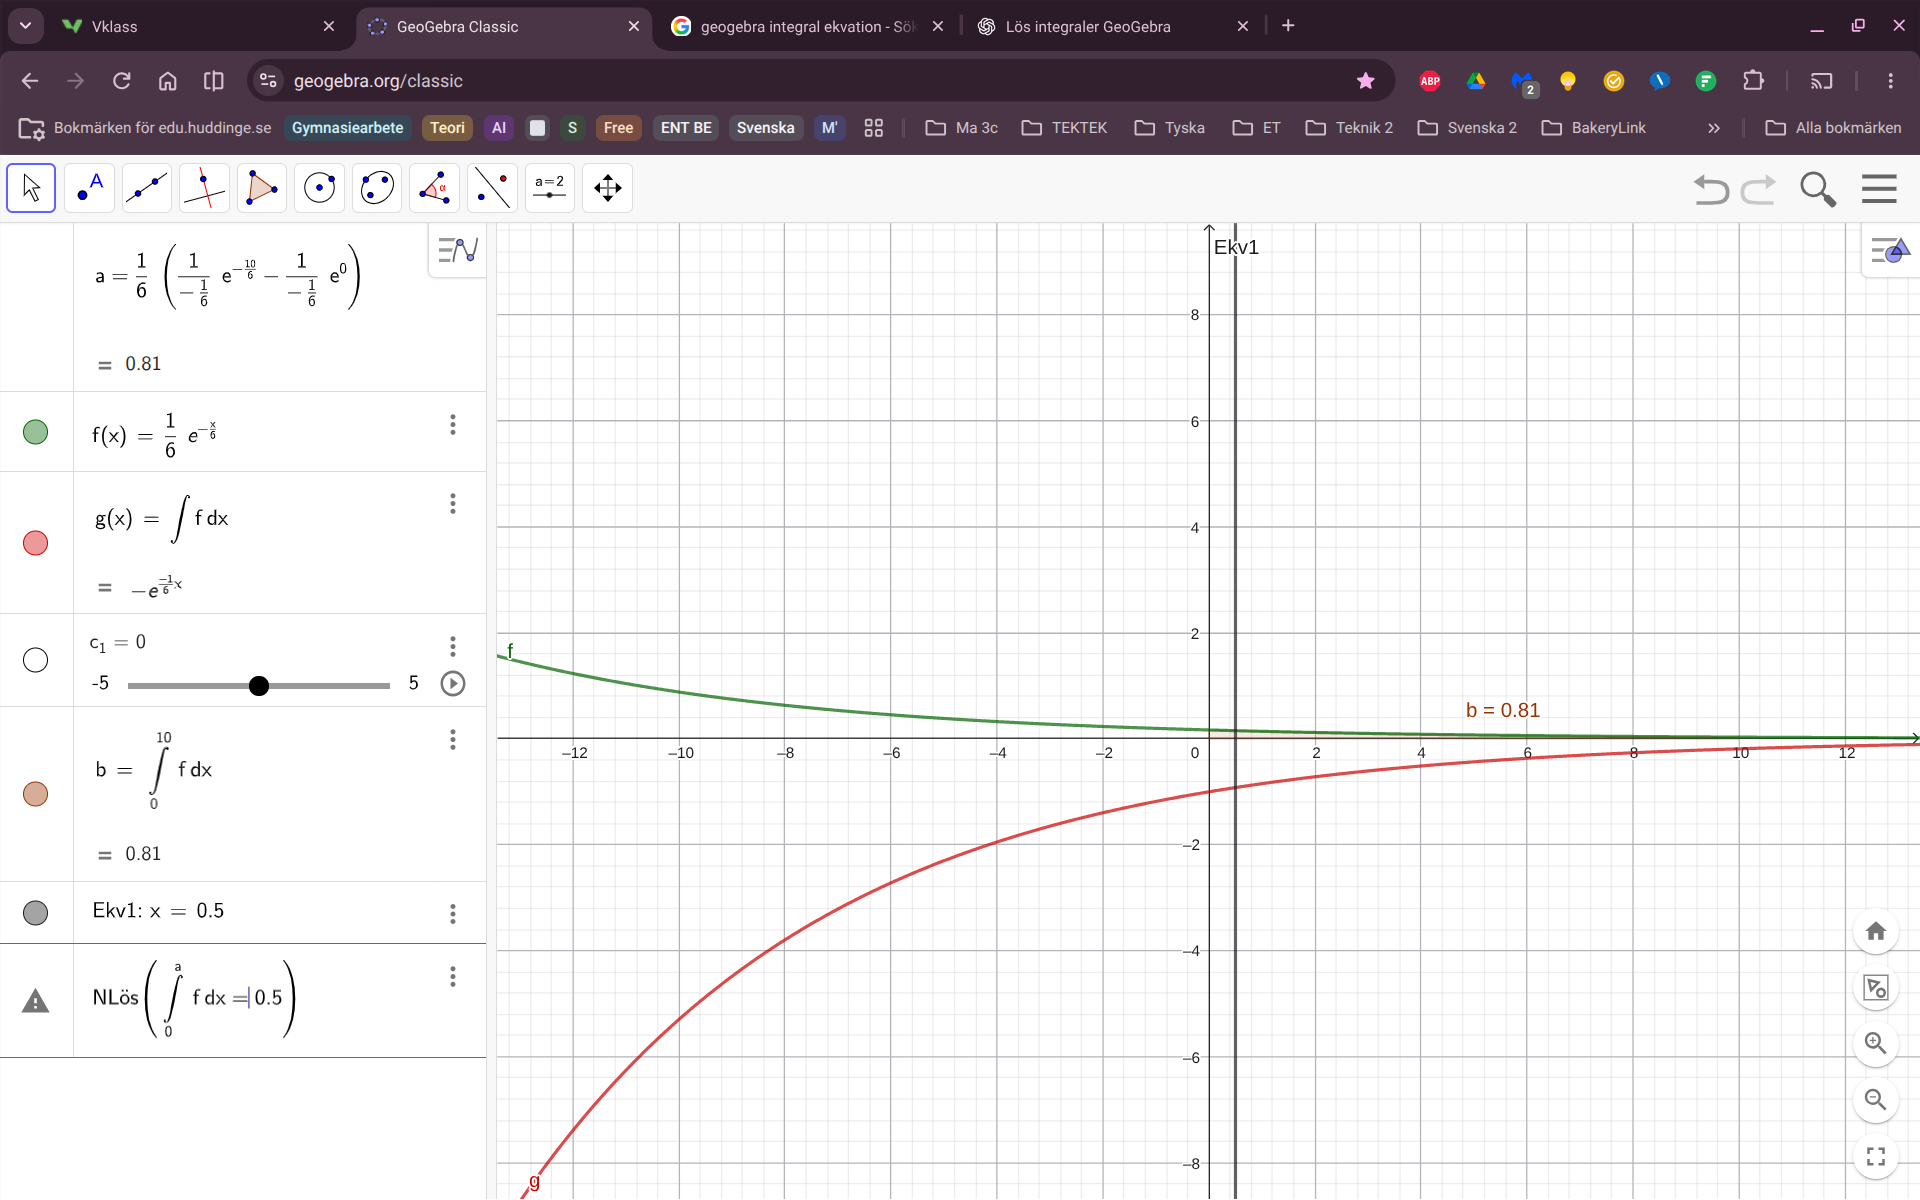 Vklass
GeoGebra Classic
geogebra integral ekvation - Sök
Lös integraler GeoGebra
geogebra.org/classic
ABP
2
Bokmärken för edu.huddinge.se
Gymnasiearbete
Teori
AI
S
Free
ENT BE
Svenska
M'
Ma 3c
TEKTEK
Tyska
ET
Teknik 2
Svenska 2
BakeryLink
»
Alla bokmärken
A
α
a=2
a = 1/6 (1/(−1/6) e^(−10/6) − 1/(−1/6) e^0)
= 0.81
f(x) = 1/6 e^(−x/6)
g(x) = ∫ f dx
= −e^(−1/6 x)
c₁ = 0
-5
5
b = ∫₀¹⁰ f dx
= 0.81
Ekv1: x = 0.5
NLös(∫₀ᵃ f dx = 0.5)
Ekv1
8
6
4
2
f
b = 0.81
–12
–10
–8
–6
–4
–2
0
2
4
6
8
10
12
–2
–4
–6
–8
g